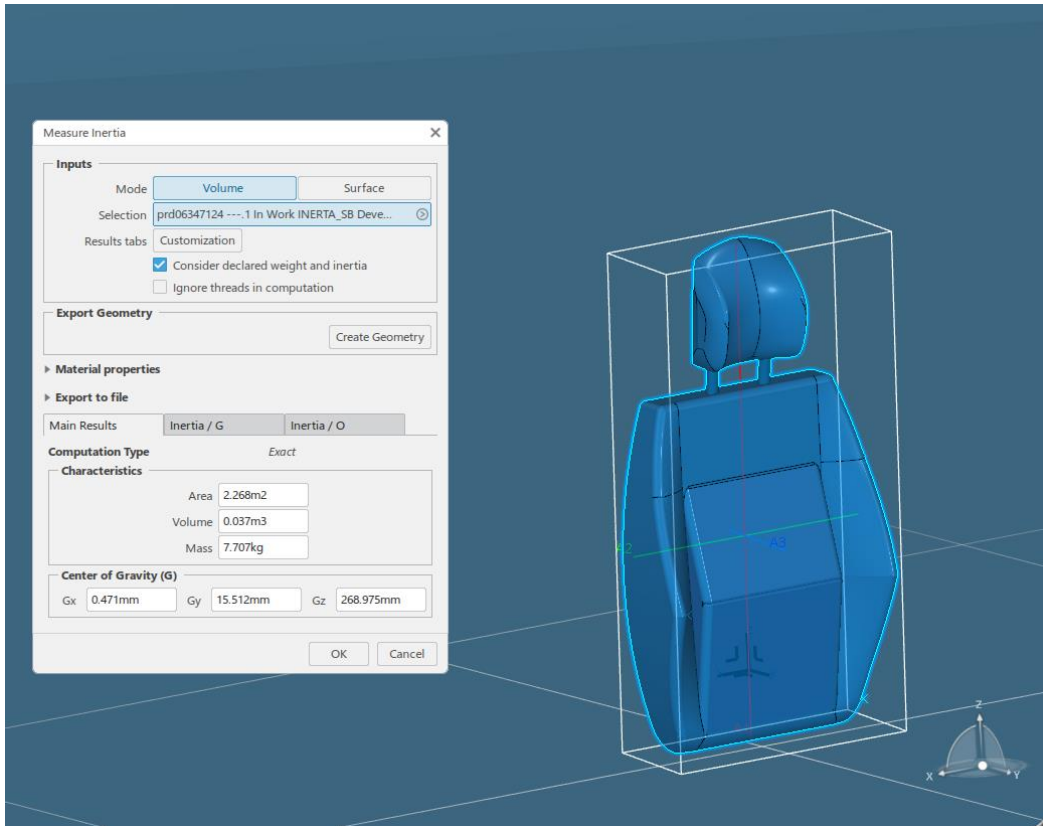 Measure Inertia
Inputs
Mode Volume Surface
Selection prd06347124 ---.1 In Work INERTA_SB Deve...
Results tabs Customization
Consider declared weight and inertia
Ignore threads in computation
Export Geometry
Create Geometry
Material properties
Export to file
Main Results Inertia / G Inertia / O
Computation Type Exact
Characteristics
Area 2.268m2
Volume 0.037m3
Mass 7.707kg
Center of Gravity (G)
Gx 0.471mm Gy 15.512mm Gz 268.975mm
OK Cancel
A3
z
x
Y